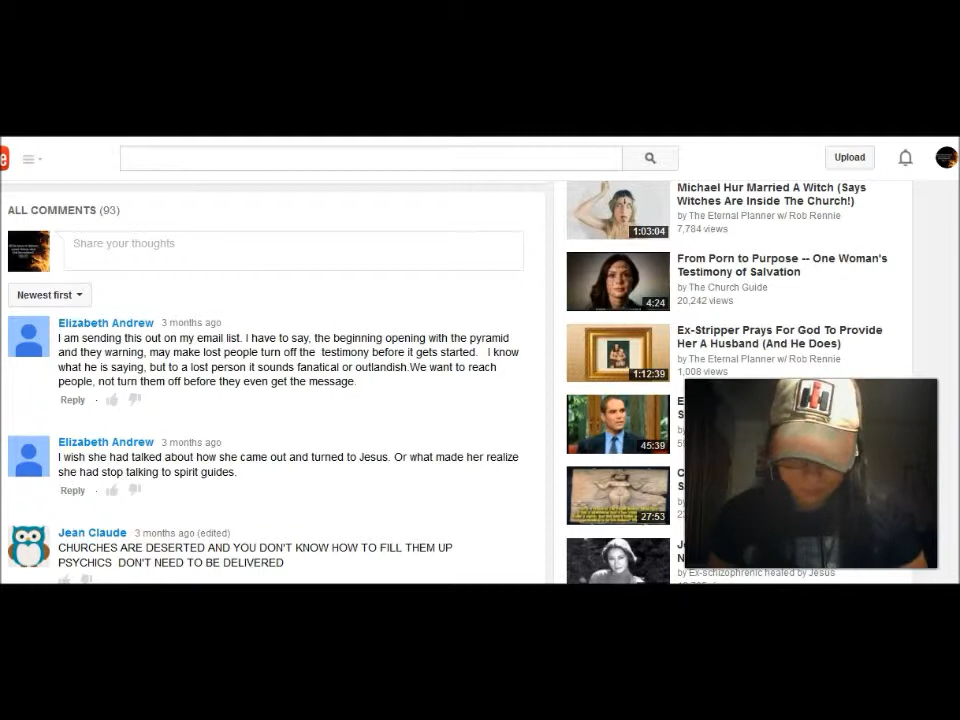 e
Upload
ALL COMMENTS (93)
Share your thoughts
Newest first
Elizabeth Andrew 3 months ago
I am sending this out on my email list. I have to say, the beginning opening with the pyramid
and they warning, may make lost people turn off the testimony before it gets started. I know
what he is saying, but to a lost person it sounds fanatical or outlandish.We want to reach
people, not turn them off before they even get the message.
Reply
Elizabeth Andrew 3 months ago
I wish she had talked about how she came out and turned to Jesus. Or what made her realize
she had stop talking to spirit guides.
Reply
Jean Claude 3 months ago (edited)
CHURCHES ARE DESERTED AND YOU DON'T KNOW HOW TO FILL THEM UP
PSYCHICS DON'T NEED TO BE DELIVERED
1:03:04
Michael Hur Married A Witch (Says
Witches Are Inside The Church!)
by The Eternal Planner w/ Rob Rennie
7,784 views
4:24
From Porn to Purpose -- One Woman's
Testimony of Salvation
by The Church Guide
20,242 views
1:12:39
Ex-Stripper Prays For God To Provide
Her A Husband (And He Does)
by The Eternal Planner w/ Rob Rennie
1,008 views
45:39
27:53
by Ex-schizophrenic healed by Jesus